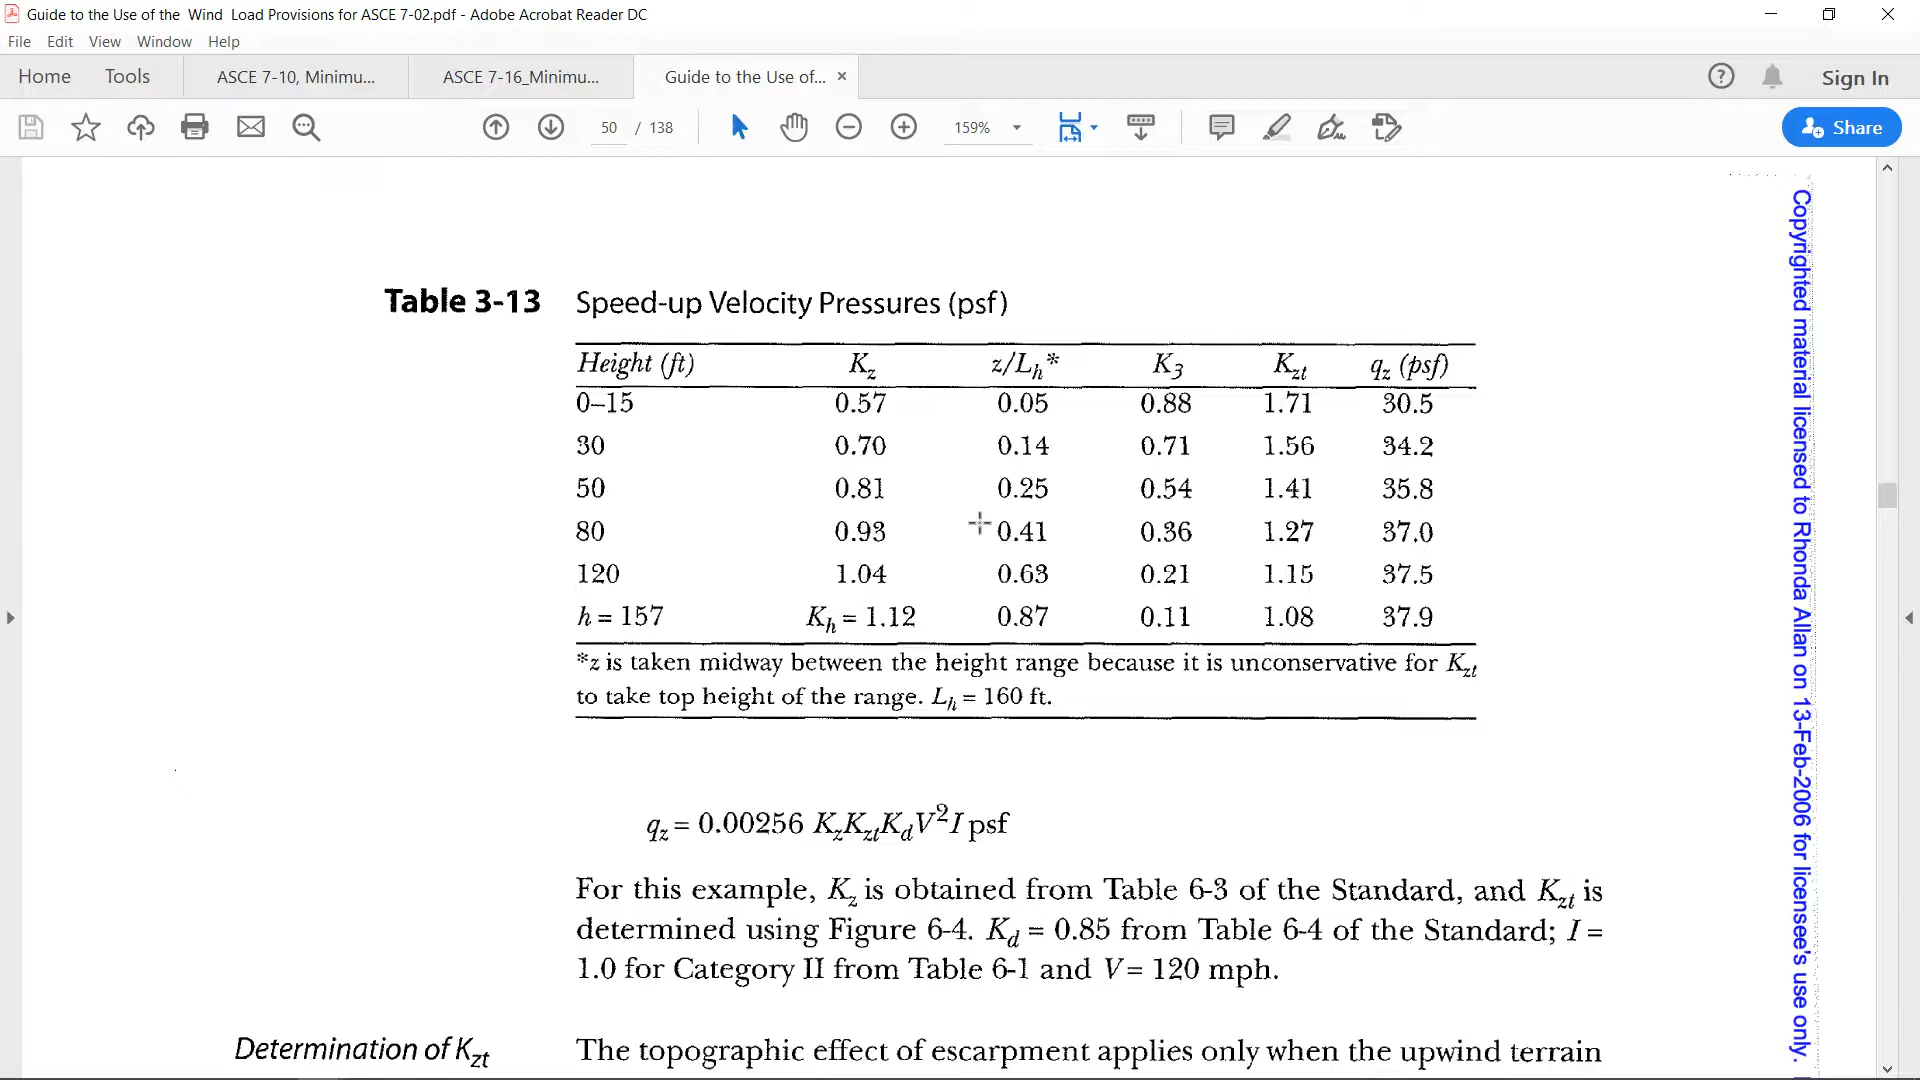 Guide to the Use of the Wind Load Provisions for ASCE 7-02.pdf - Adobe Acrobat Reader DC
File Edit View Window Help
Home Tools ASCE 7-10, Minimu... ASCE 7-16_Minimu... Guide to the Use of... × Sign In
50 / 138 159% Share
Table 3-13 Speed-up Velocity Pressures (psf)
Height (ft) Kz z/Lh* K3 Kzt qz (psf)
0–15 0.57 0.05 0.88 1.71 30.5
30 0.70 0.14 0.71 1.56 34.2
50 0.81 0.25 0.54 1.41 35.8
80 0.93 0.41 0.36 1.27 37.0
120 1.04 0.63 0.21 1.15 37.5
h = 157 Kh = 1.12 0.87 0.11 1.08 37.9
*z is taken midway between the height range because it is unconservative for Kzt
to take top height of the range. Lh = 160 ft.
qz = 0.00256 KzKztKdV²I psf
For this example, Kz is obtained from Table 6-3 of the Standard, and Kzt is
determined using Figure 6-4. Kd = 0.85 from Table 6-4 of the Standard; I =
1.0 for Category II from Table 6-1 and V = 120 mph.
Determination of Kzt The topographic effect of escarpment applies only when the upwind terrain
Copyrighted material licensed to Rhonda Allan on 13-Feb-2006 for licensee's use only.